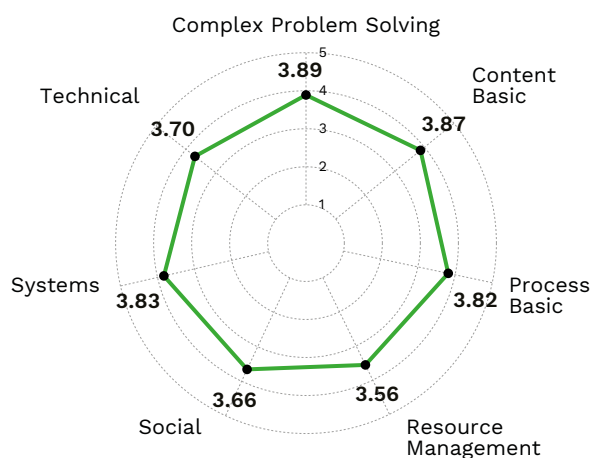 Complex Problem Solving
5
3.89
4
Content
Basic
Technical
3.87
3.70
3
2
1
Systems
3.83
Process
Basic
3.82
3.66
3.56
Social
Resource
Management